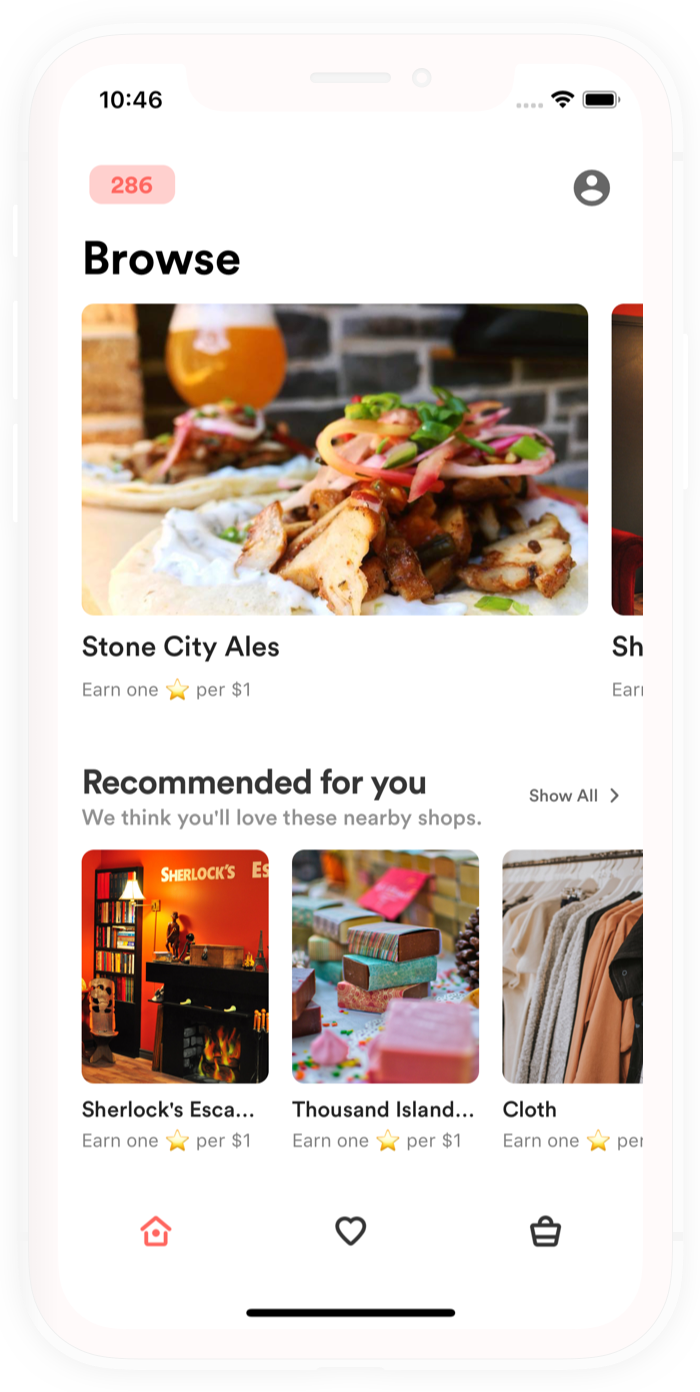 10:46
286
Browse
Stone City Ales
Sh
Earn one ⭐ per $1
Ear
Recommended for you
Show All
We think you'll love these nearby shops.
SHERLOCK'S Es
Sherlock's Esca...
Thousand Island...
Cloth
Earn one ⭐ per $1
Earn one ⭐ per $1
Earn one ⭐ per